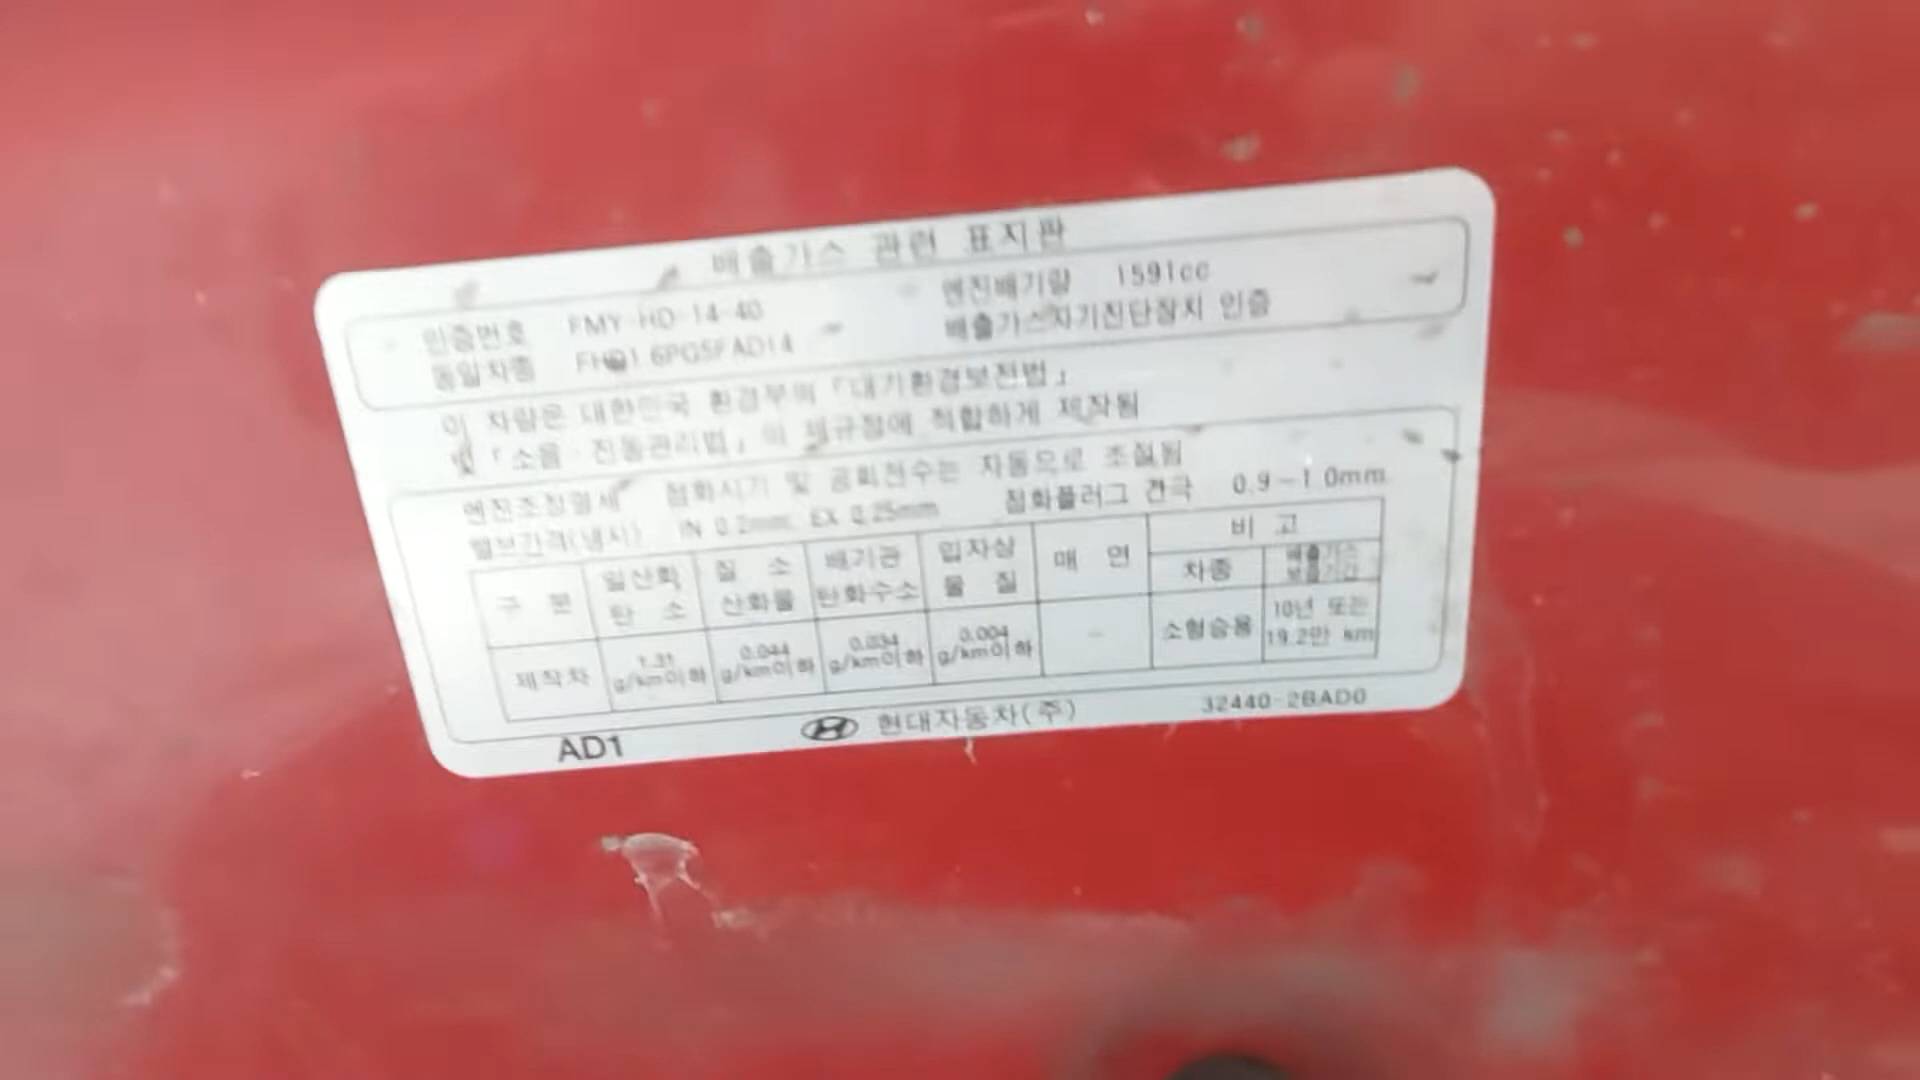 배출가스 관련 표지판
인증번호 FMY-HD-14-40 엔진배기량 1591cc
동일차종 배출가스자기진단장치 인증
이 차량은 대한민국 환경부의 「대기환경보전법」
및 「소음·진동관리법」의 제규정에 적합하게 제작됨
엔진조정명세 점화시기 및 공회전수는 자동으로 조절됨
밸브간격(냉시) IN 0.2mm EX 0.25mm 점화플러그 간극 0.9-1.0mm
구 분 일산화탄 소 질 소산화물 배기관탄화수소 입자상물 질 매 연 비 고
차종 배출가스보증기간
제작차 1.31g/km이하 0.044g/km이하 0.034g/km이하 0.004g/km이하 - 소형승용 10년 또는19.2만 km
AD1 현대자동차(주) 32440-2BAD0